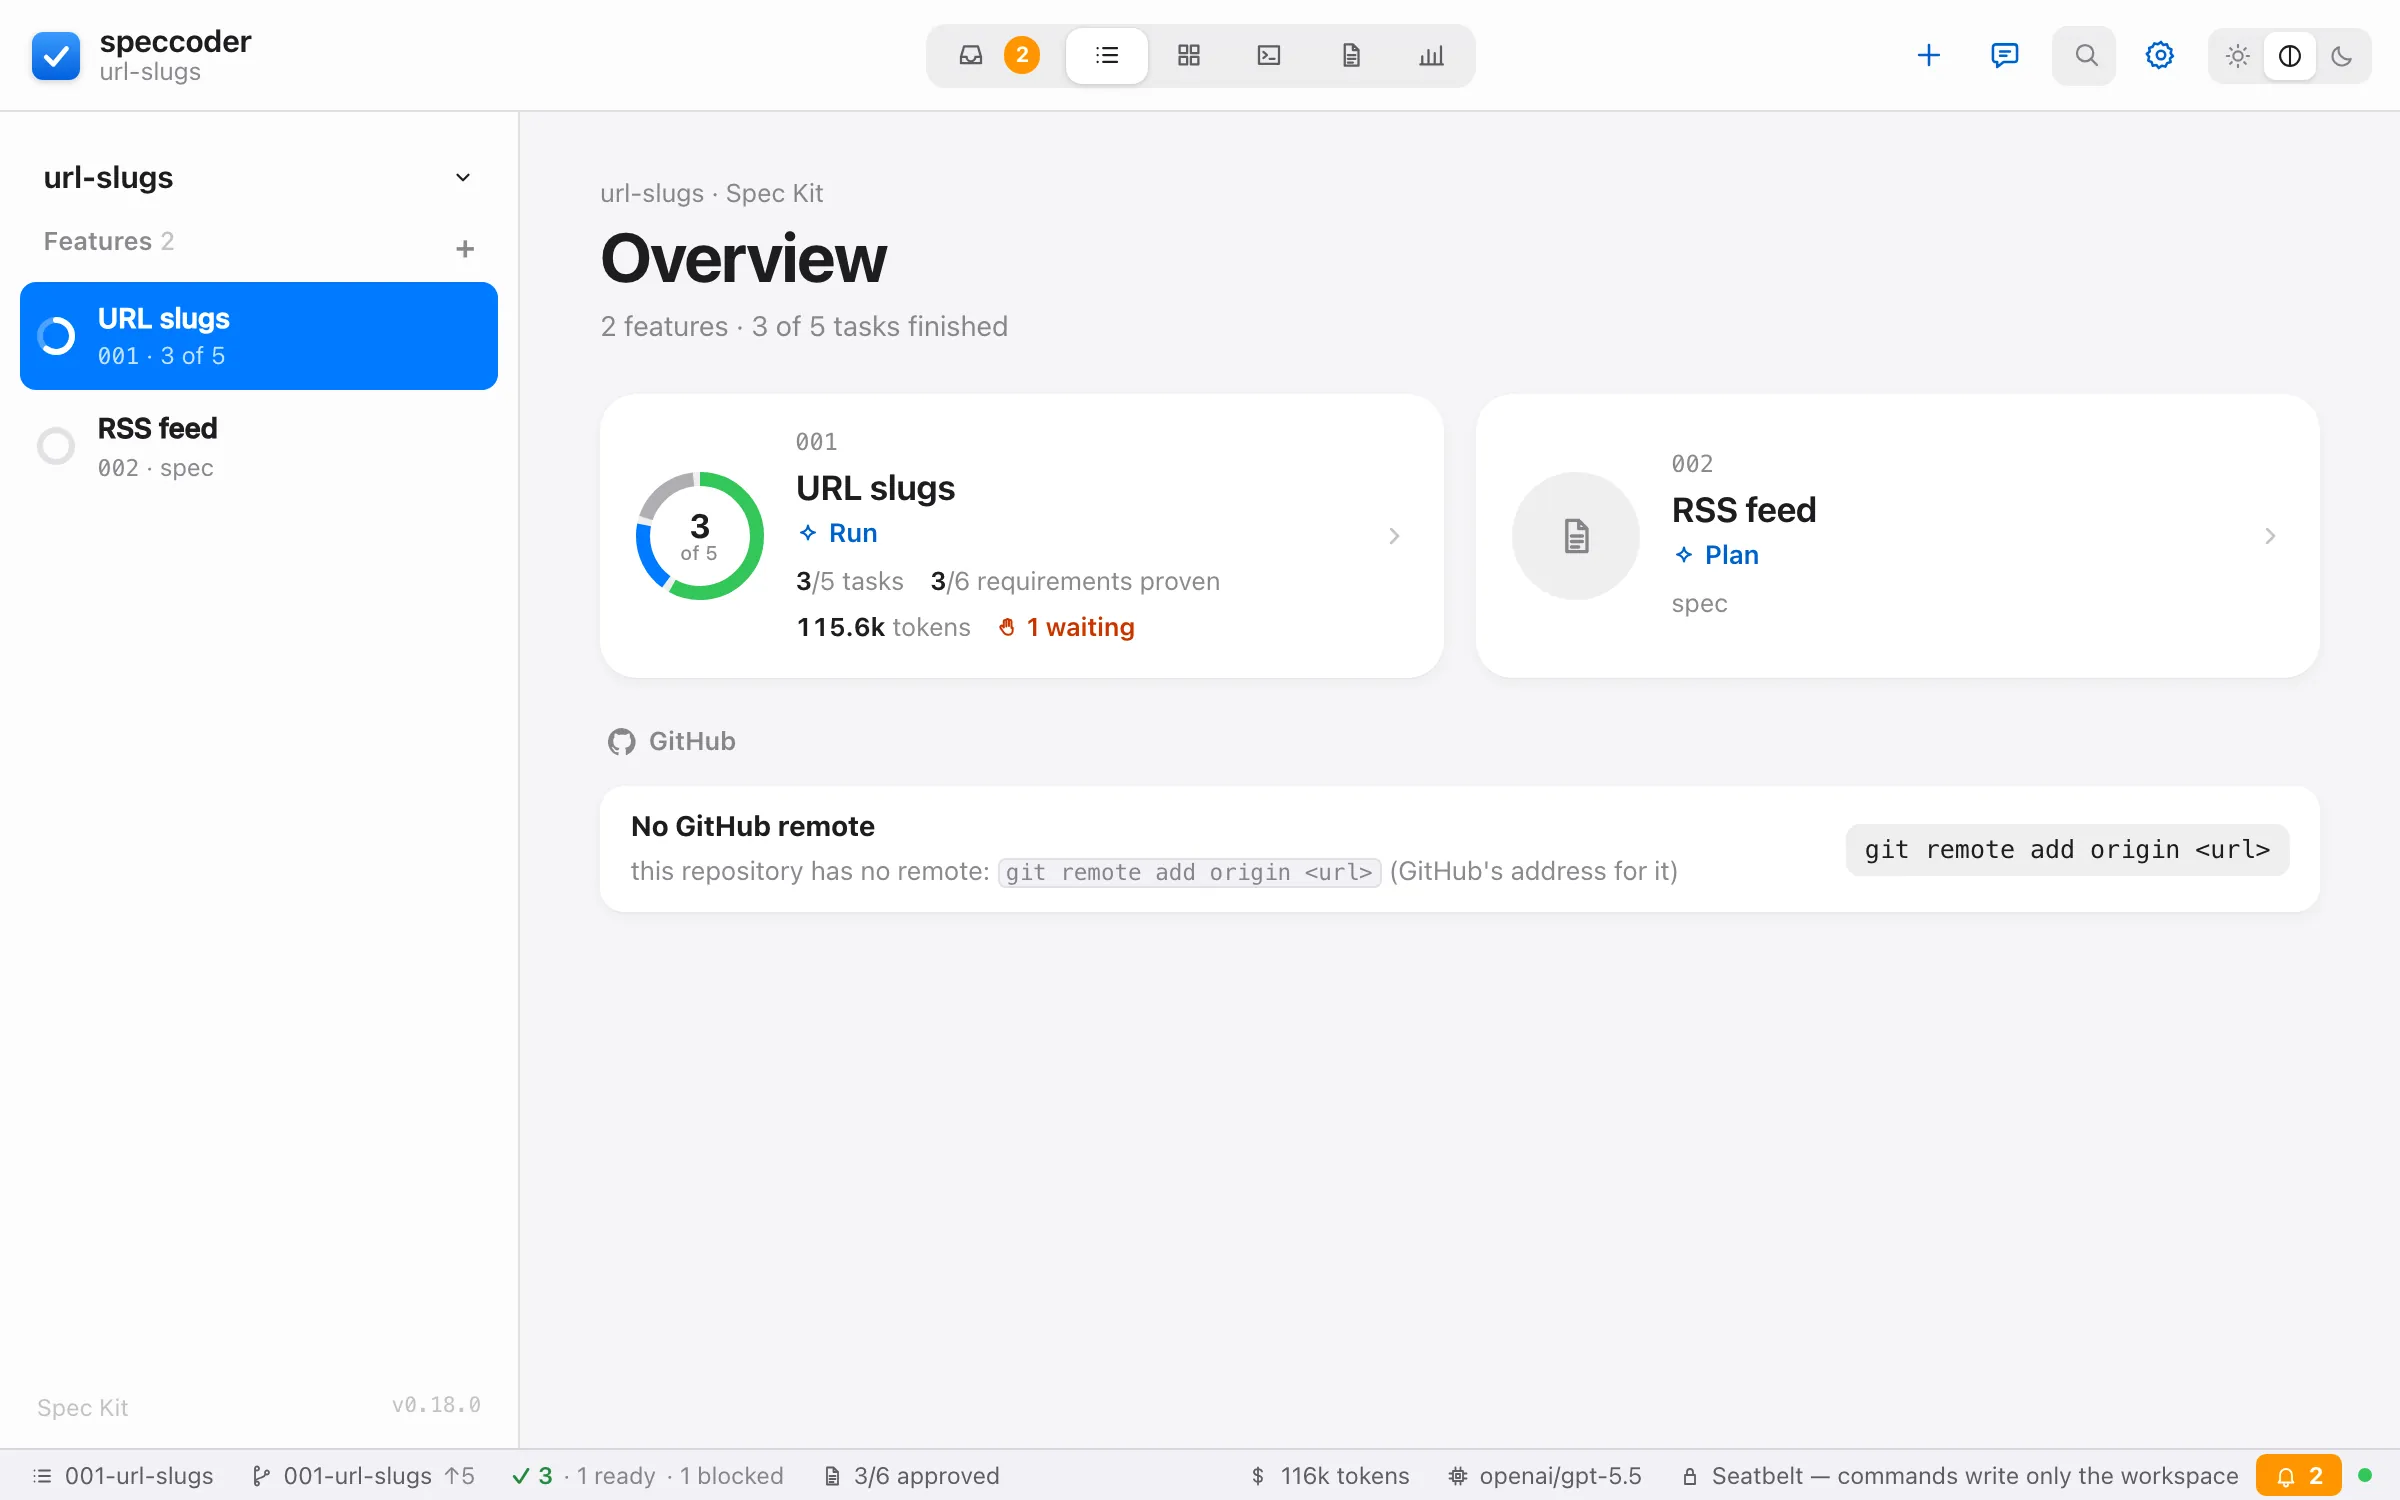 speccoder
url-slugs
2
url-slugs
Features 2
URL slugs
001 · 3 of 5
RSS feed
002 · spec
Spec Kit
v0.18.0
url-slugs · Spec Kit
Overview
2 features · 3 of 5 tasks finished
3
of 5
001
URL slugs
Run
3/5 tasks 3/6 requirements proven
115.6k tokens 1 waiting
002
RSS feed
Plan
spec
GitHub
No GitHub remote
this repository has no remote: git remote add origin <url> (GitHub's address for it)
git remote add origin <url>
001-url-slugs 001-url-slugs ↑5 ✓ 3 · 1 ready · 1 blocked 3/6 approved $ 116k tokens openai/gpt-5.5 Seatbelt — commands write only the workspace 2